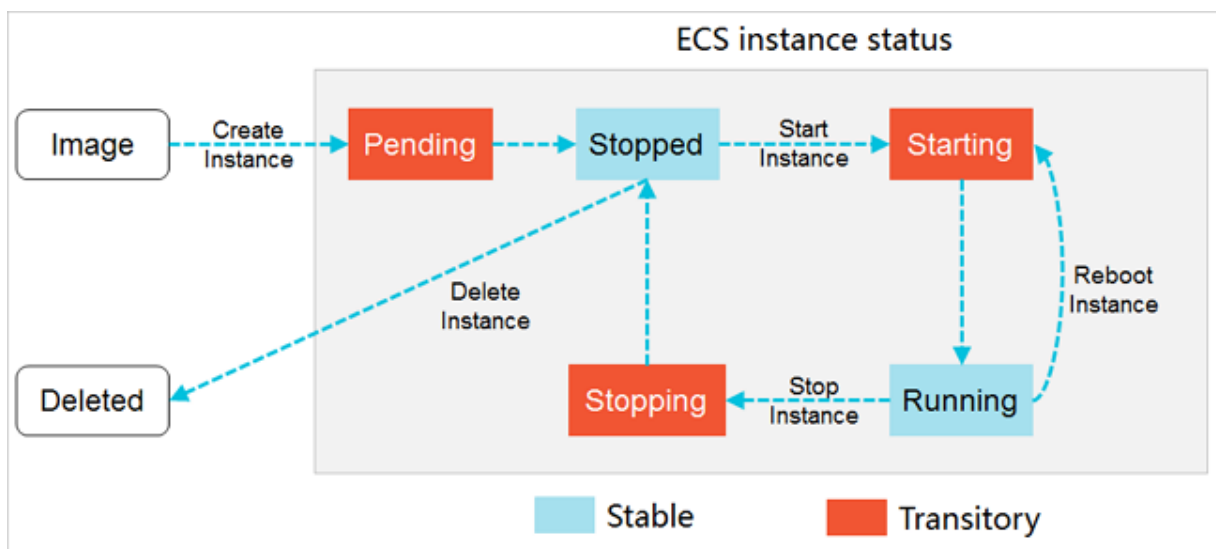 ECS instance status
Image
Create
Instance
Pending
Stopped
Start
Instance
Starting
Delete
Instance
Reboot
Instance
Deleted
Stopping
Stop
Instance
Running
Stable
Transitory